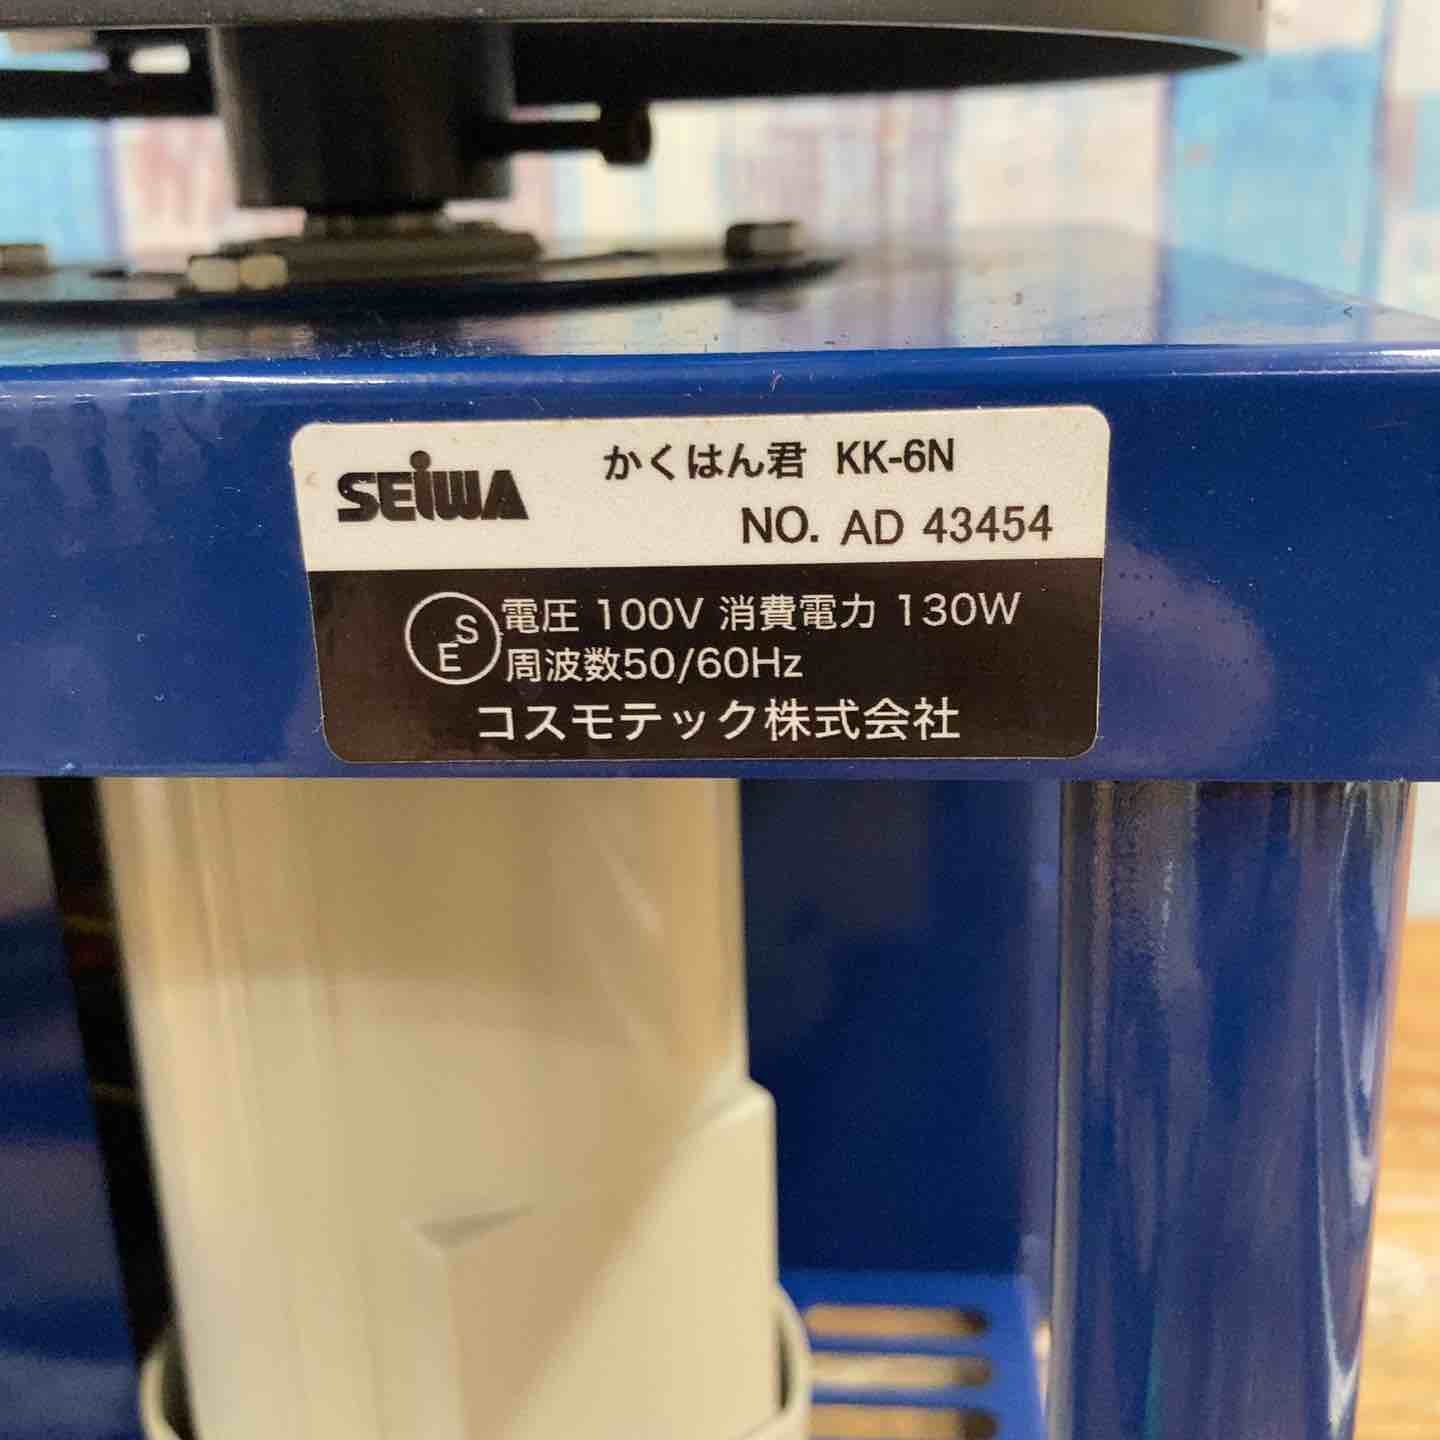 SEIWA
かくはん君 KK-6N
NO. AD 43454
SE
電圧 100V 消費電力 130W
周波数50/60Hz
コスモテック株式会社